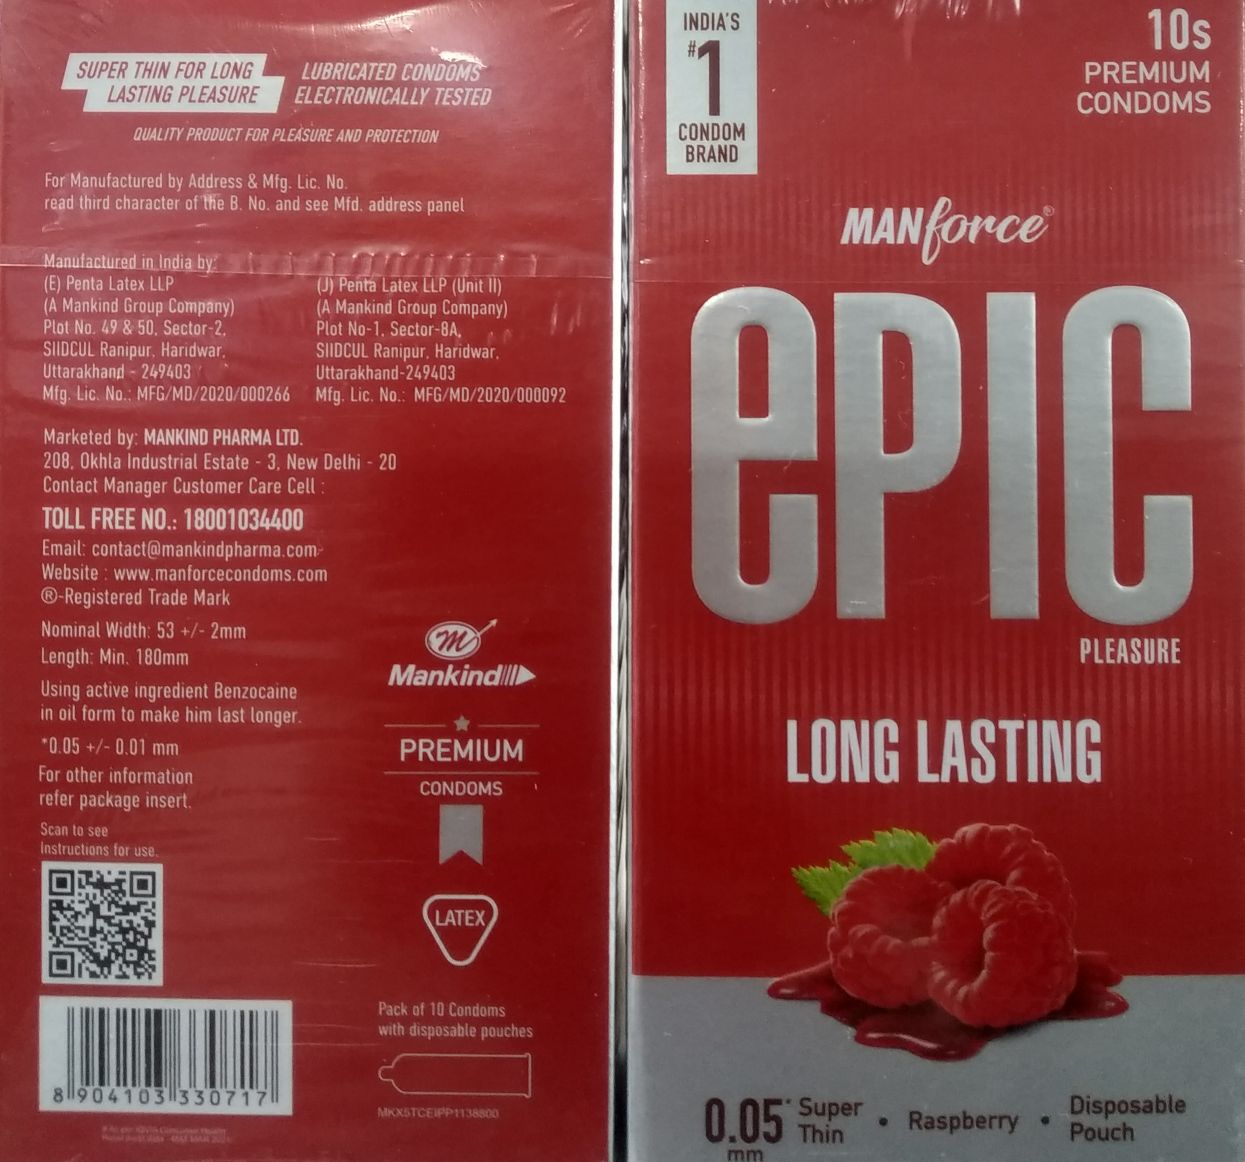 SUPER THIN FOR LONG
LASTING PLEASURE
LUBRICATED CONDOMS
ELECTRONICALLY TESTED
QUALITY PRODUCT FOR PLEASURE AND PROTECTION
For Manufactured by Address & Mfg. Lic. No.
read third character of the B. No. and see Mfd. address panel
Manufactured in India by:
(E) Penta Latex LLP
(A Mankind Group Company)
Plot No. 49 & 50, Sector-2,
SIIDCUL Ranipur, Haridwar,
Uttarakhand - 249403
Mfg. Lic. No.: MFG/MD/2020/000266
(J) Penta Latex LLP (Unit II)
(A Mankind Group Company)
Plot No-1, Sector-8A,
SIIDCUL Ranipur, Haridwar,
Uttarakhand-249403
Mfg. Lic. No.: MFG/MD/2020/000092
Marketed by: MANKIND PHARMA LTD.
208, Okhla Industrial Estate - 3, New Delhi - 20
Contact Manager Customer Care Cell :
TOLL FREE NO.: 18001034400
Email: contact@mankindpharma.com
Website : www.manforcecondoms.com
®-Registered Trade Mark
Nominal Width: 53 +/- 2mm
Length: Min. 180mm
Using active ingredient Benzocaine
in oil form to make him last longer.
*0.05 +/- 0.01 mm
For other information
refer package insert.
Scan to see
Instructions for use.
8 904103 330717
m
Mankind
PREMIUM
CONDOMS
LATEX
Pack of 10 Condoms
with disposable pouches
MKX5TCEIPP1138800
INDIA'S
#1
CONDOM
BRAND
10s
PREMIUM
CONDOMS
MANforce®
ePIC
PLEASURE
LONG LASTING
0.05* Super Thin • Raspberry • Disposable Pouch
mm